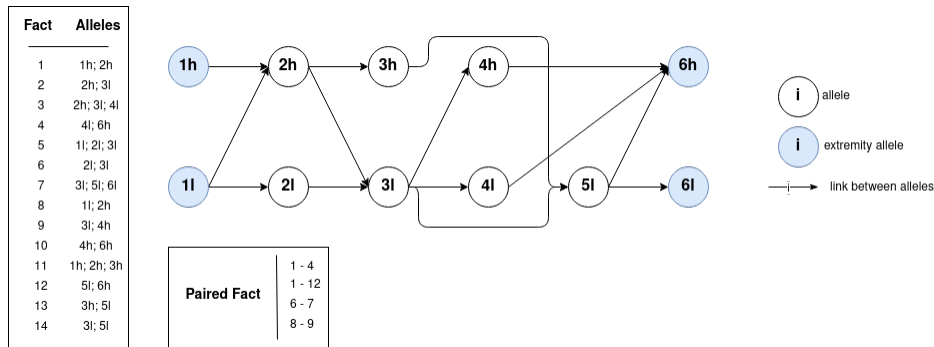 Fact Alleles
1 1h; 2h
2 2h; 3l
3 2h; 3l; 4l
4 4l; 6h
5 1l; 2l; 3l
6 2l; 3l
7 3l; 5l; 6l
8 1l; 2h
9 3l; 4h
10 4h; 6h
11 1h; 2h; 3h
12 5l; 6h
13 3h; 5l
14 3l; 5l
1h 2h 3h 4h 6h
1l 2l 3l 4l 5l 6l
Paired Fact
1 - 4
1 - 12
6 - 7
8 - 9
i allele
i extremity allele
i link between alleles